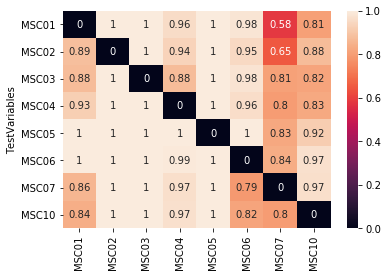 MSC01 0 1 1 0.96 1 0.98 0.58 0.81
MSC02 0.89 0 1 0.94 1 0.95 0.65 0.88
MSC03 0.88 1 0 0.88 1 0.98 0.81 0.82
MSC04 0.93 1 1 0 1 0.96 0.8 0.83
MSC05 1 1 1 1 0 1 0.83 0.92
MSC06 1 1 1 0.99 1 0 0.84 0.97
MSC07 0.86 1 1 0.97 1 0.79 0 0.97
MSC10 0.84 1 1 0.97 1 0.82 0.8 0
TestVariables
MSC01 MSC02 MSC03 MSC04 MSC05 MSC06 MSC07 MSC10
1.0
0.8
0.6
0.4
0.2
0.0